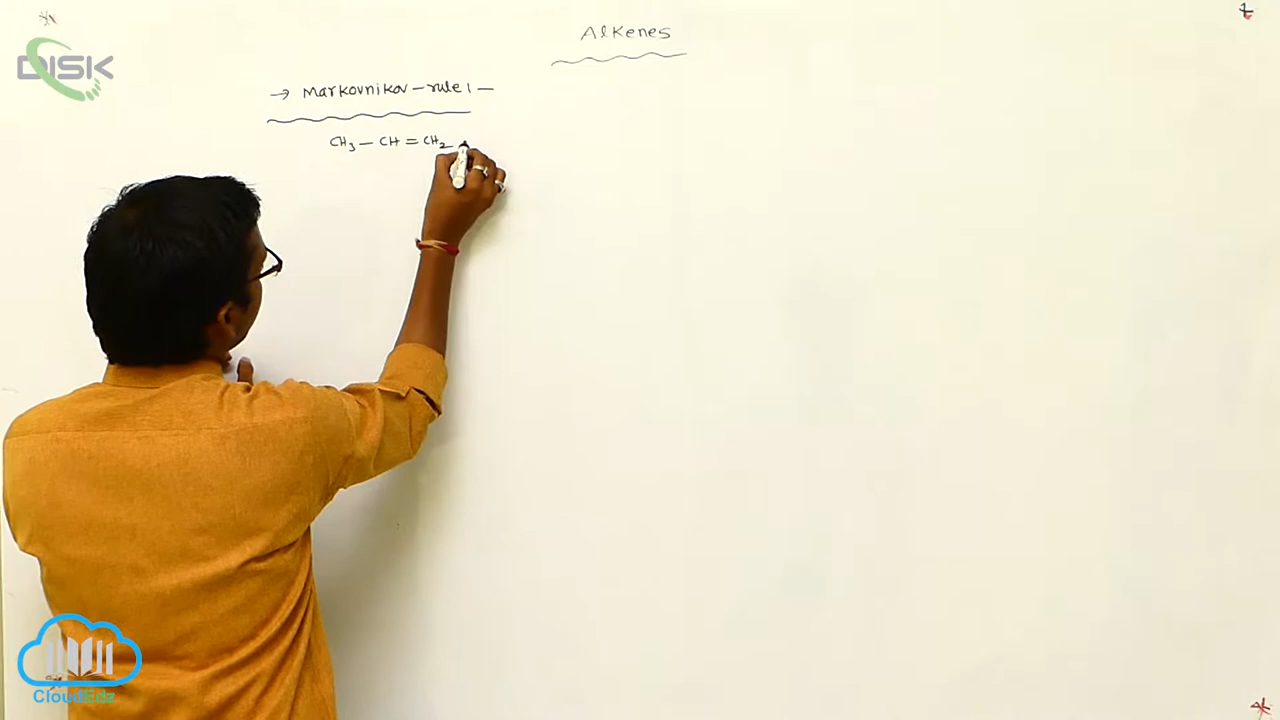 Alkenes
DISK
→ Markovnikov-rule! —
CH₃ — CH = CH₂
CloudEdz